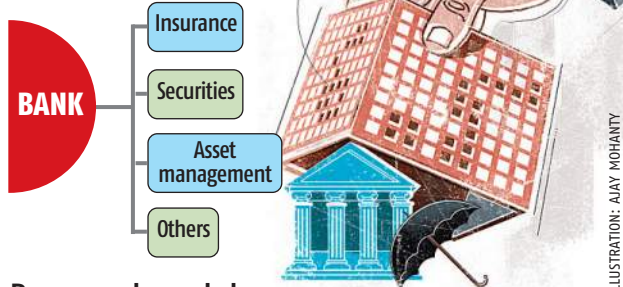 BANK
Insurance
Securities
Asset
management
Others
ILLUSTRATION: AJAY MOHANTY